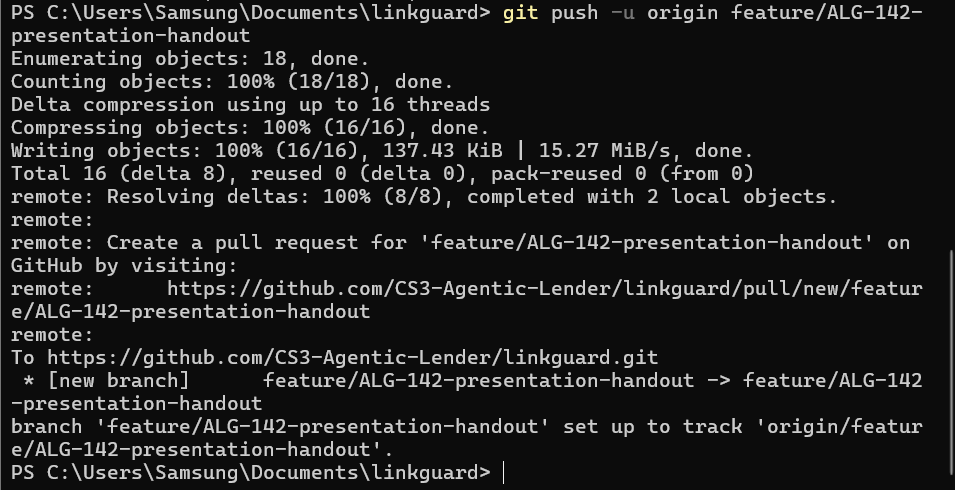 PS C:\Users\Samsung\Documents\linkguard> git push -u origin feature/ALG-142-
presentation-handout
Enumerating objects: 18, done.
Counting objects: 100% (18/18), done.
Delta compression using up to 16 threads
Compressing objects: 100% (16/16), done.
Writing objects: 100% (16/16), 137.43 KiB | 15.27 MiB/s, done.
Total 16 (delta 8), reused 0 (delta 0), pack-reused 0 (from 0)
remote: Resolving deltas: 100% (8/8), completed with 2 local objects.
remote:
remote: Create a pull request for 'feature/ALG-142-presentation-handout' on
GitHub by visiting:
remote:      https://github.com/CS3-Agentic-Lender/linkguard/pull/new/featur
e/ALG-142-presentation-handout
remote:
To https://github.com/CS3-Agentic-Lender/linkguard.git
 * [new branch]      feature/ALG-142-presentation-handout -> feature/ALG-142
-presentation-handout
branch 'feature/ALG-142-presentation-handout' set up to track 'origin/featur
e/ALG-142-presentation-handout'.
PS C:\Users\Samsung\Documents\linkguard>